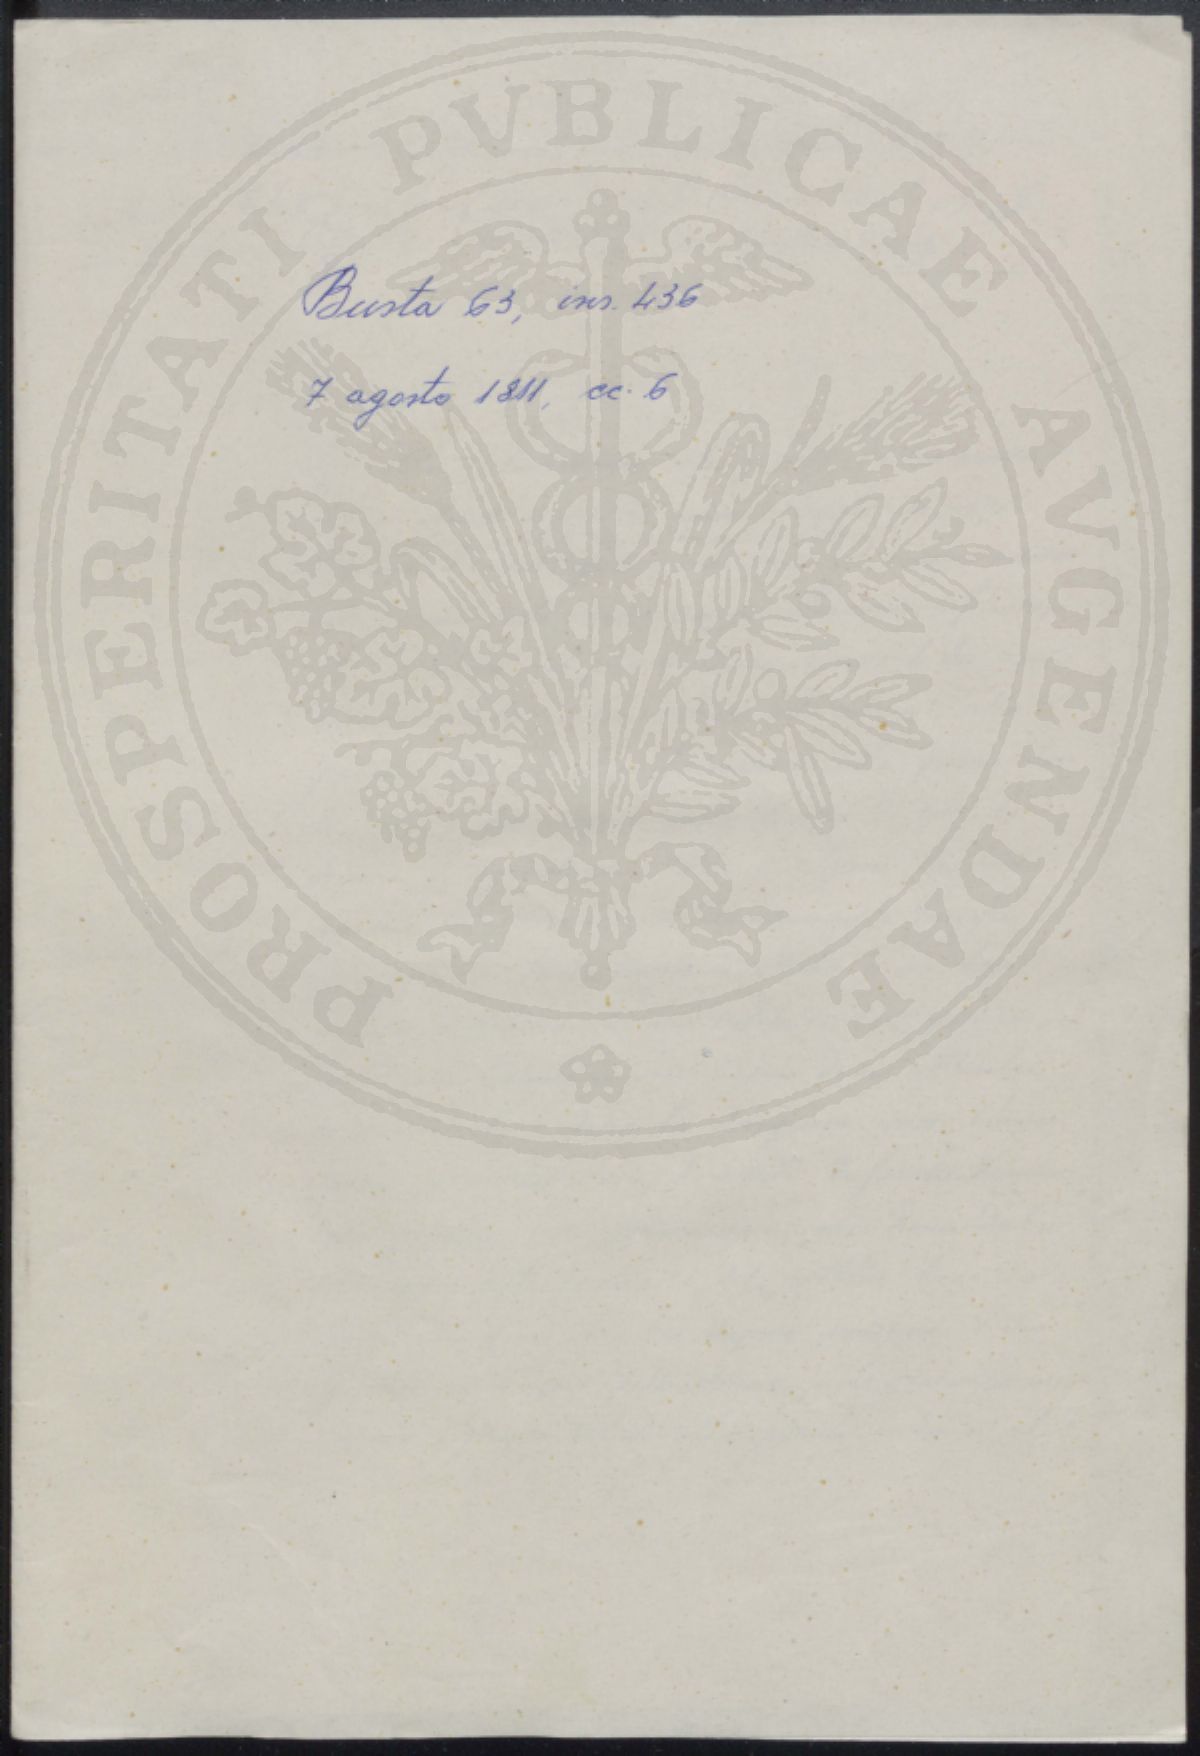 PROSPERITATI PVBLICAE AVGENDAE
Busta 63, ins. 436
7 agosto 1811, cc. 6